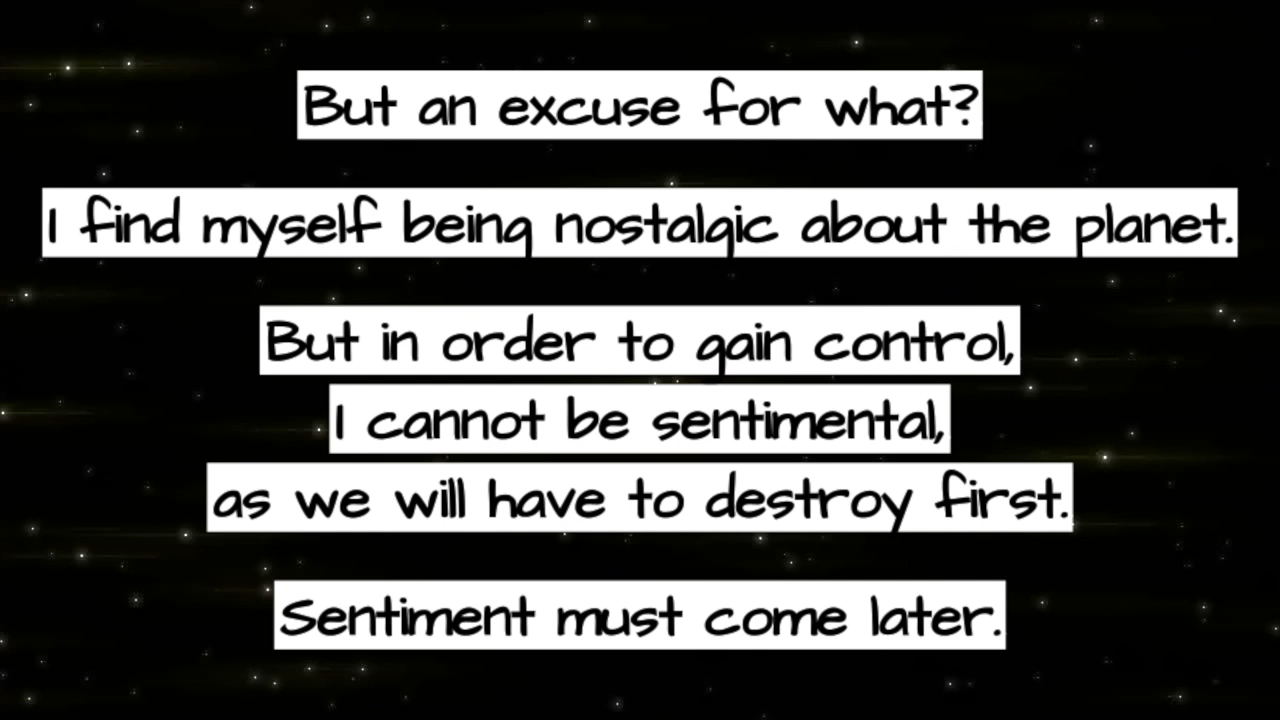 But an excuse for what?
I find myself being nostalgic about the planet.
But in order to gain control,
I cannot be sentimental,
as we will have to destroy first.
Sentiment must come later.